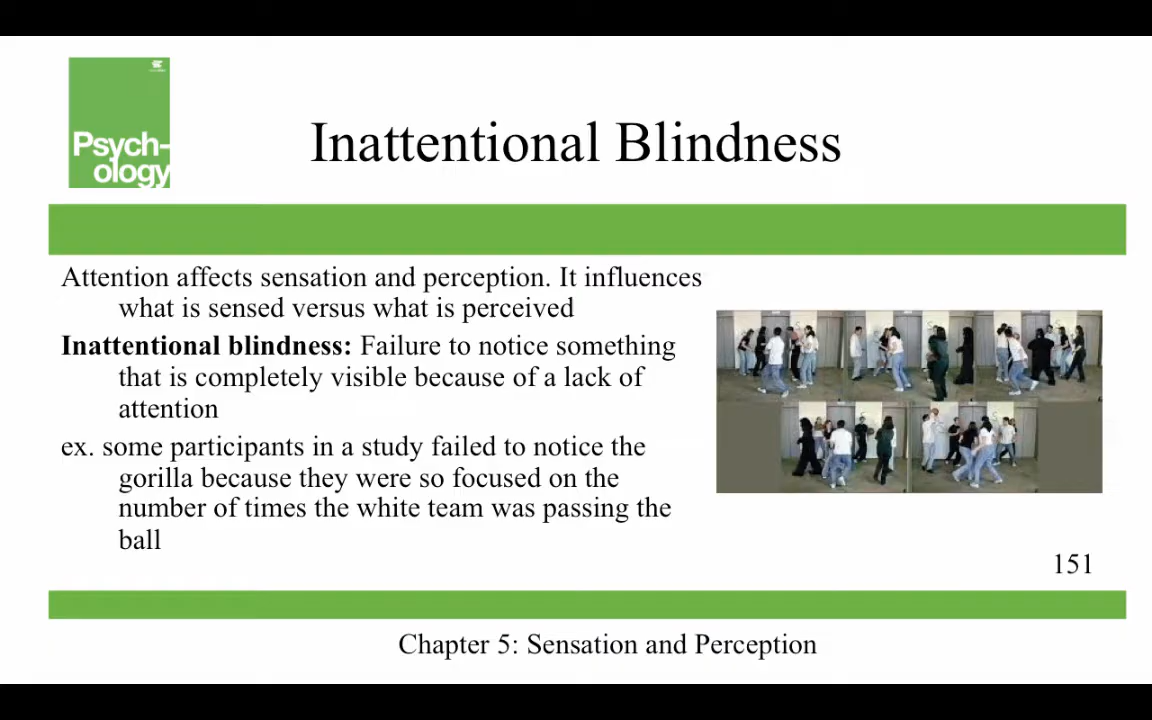 Psych-
ology
Inattentional Blindness
Attention affects sensation and perception. It influences
what is sensed versus what is perceived
Inattentional blindness: Failure to notice something
that is completely visible because of a lack of
attention
ex. some participants in a study failed to notice the
gorilla because they were so focused on the
number of times the white team was passing the
ball
151
Chapter 5: Sensation and Perception